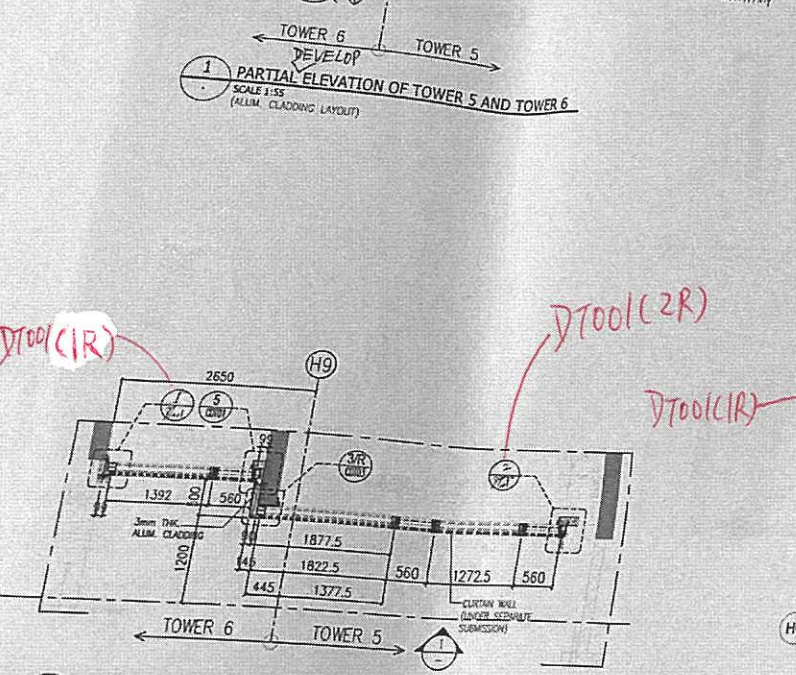 TOWER 6
TOWER 5
DEVELOP
1
PARTIAL ELEVATION OF TOWER 5 AND TOWER 6
SCALE 1:55
(ALUM. CLADDING LAYOUT)
DT001(1R)
DT001(2R)
DT001(1R)
H9
2650
1
5
99
3/R
2
1392
560
3mm THK.
ALUM. CLADDING
1200
1877.5
1822.5
560
1272.5
560
445
1377.5
CURTAIN WALL
(UNDER SEPARATE
SUBMISSION)
TOWER 6
TOWER 5
1
H